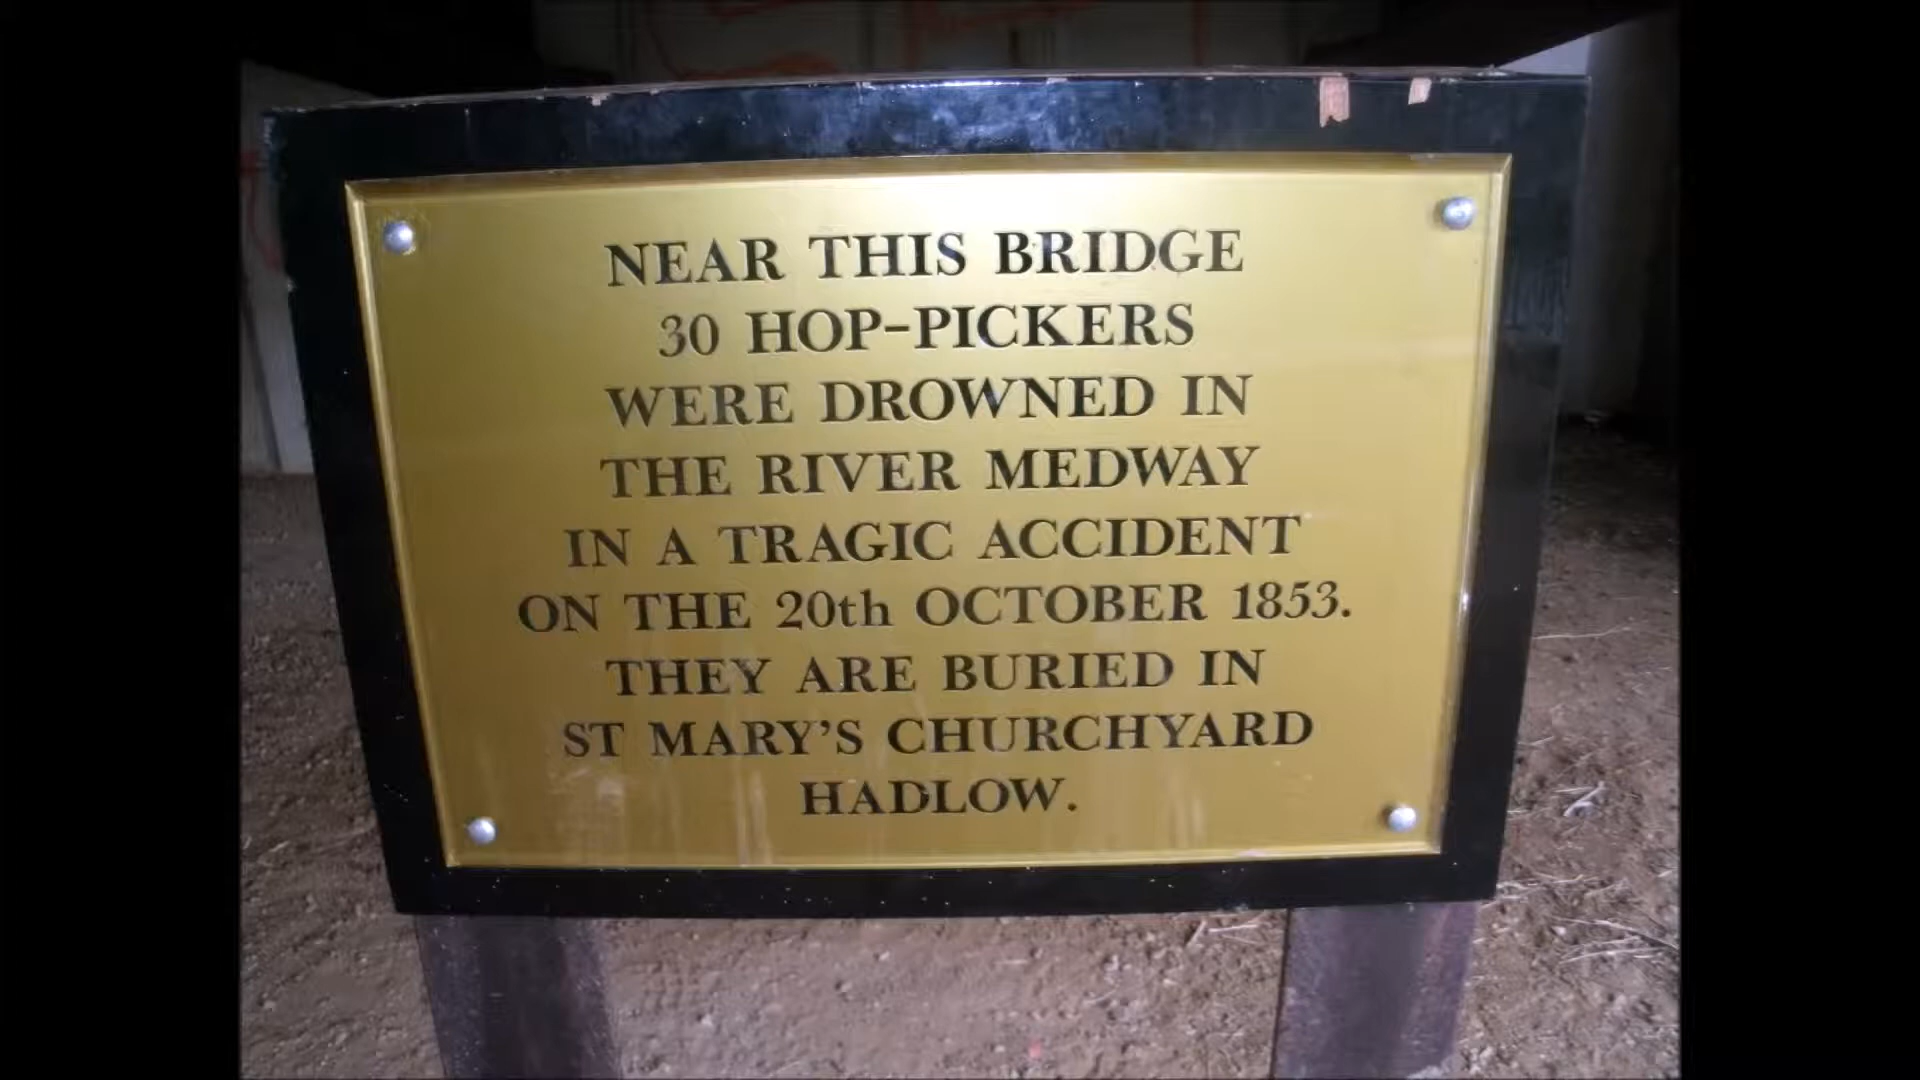 NEAR THIS BRIDGE
30 HOP-PICKERS
WERE DROWNED IN
THE RIVER MEDWAY
IN A TRAGIC ACCIDENT
ON THE 20th OCTOBER 1853.
THEY ARE BURIED IN
ST MARY'S CHURCHYARD
HADLOW.